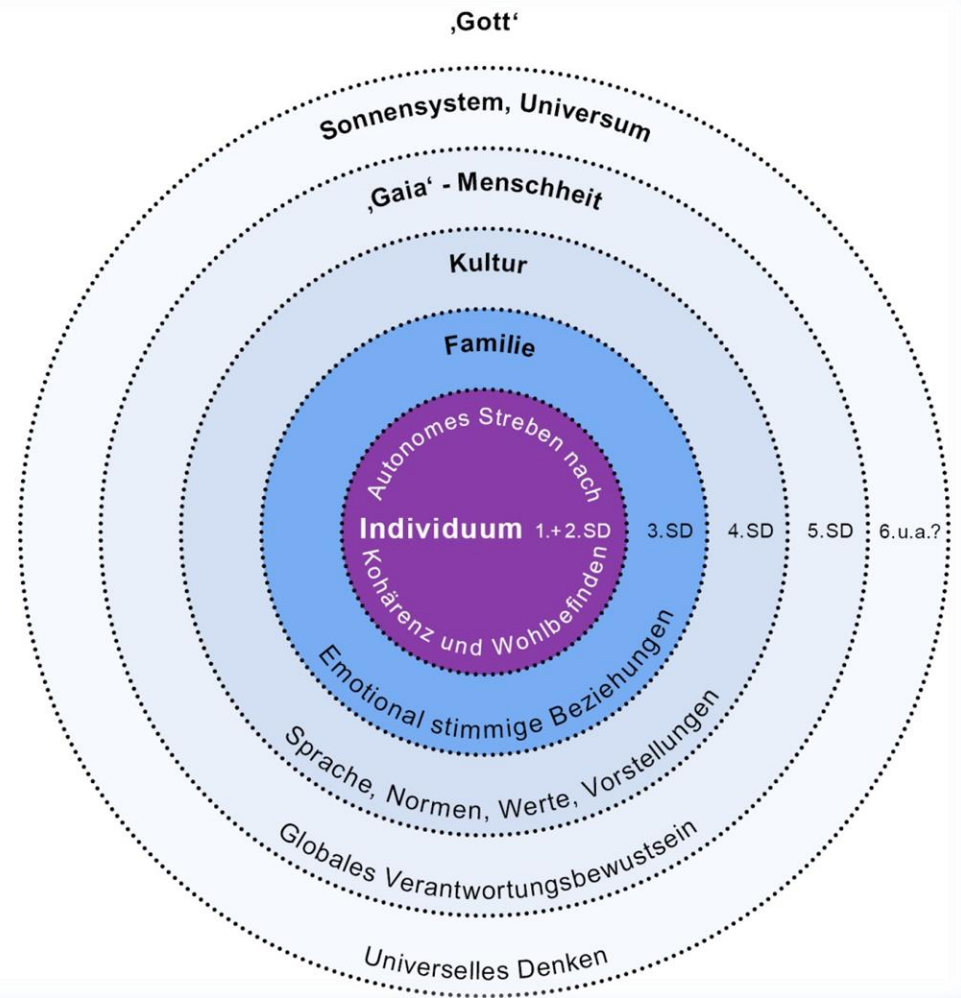 ‚Gott‘
Sonnensystem, Universum
‚Gaia‘ - Menschheit
Kultur
Familie
Autonomes Streben nach
Individuum 1.+2.SD 3.SD 4.SD 5.SD 6.u.a.?
Kohärenz und Wohlbefinden
Emotional stimmige Beziehungen
Sprache, Normen, Werte, Vorstellungen
Globales Verantwortungsbewustsein
Universelles Denken